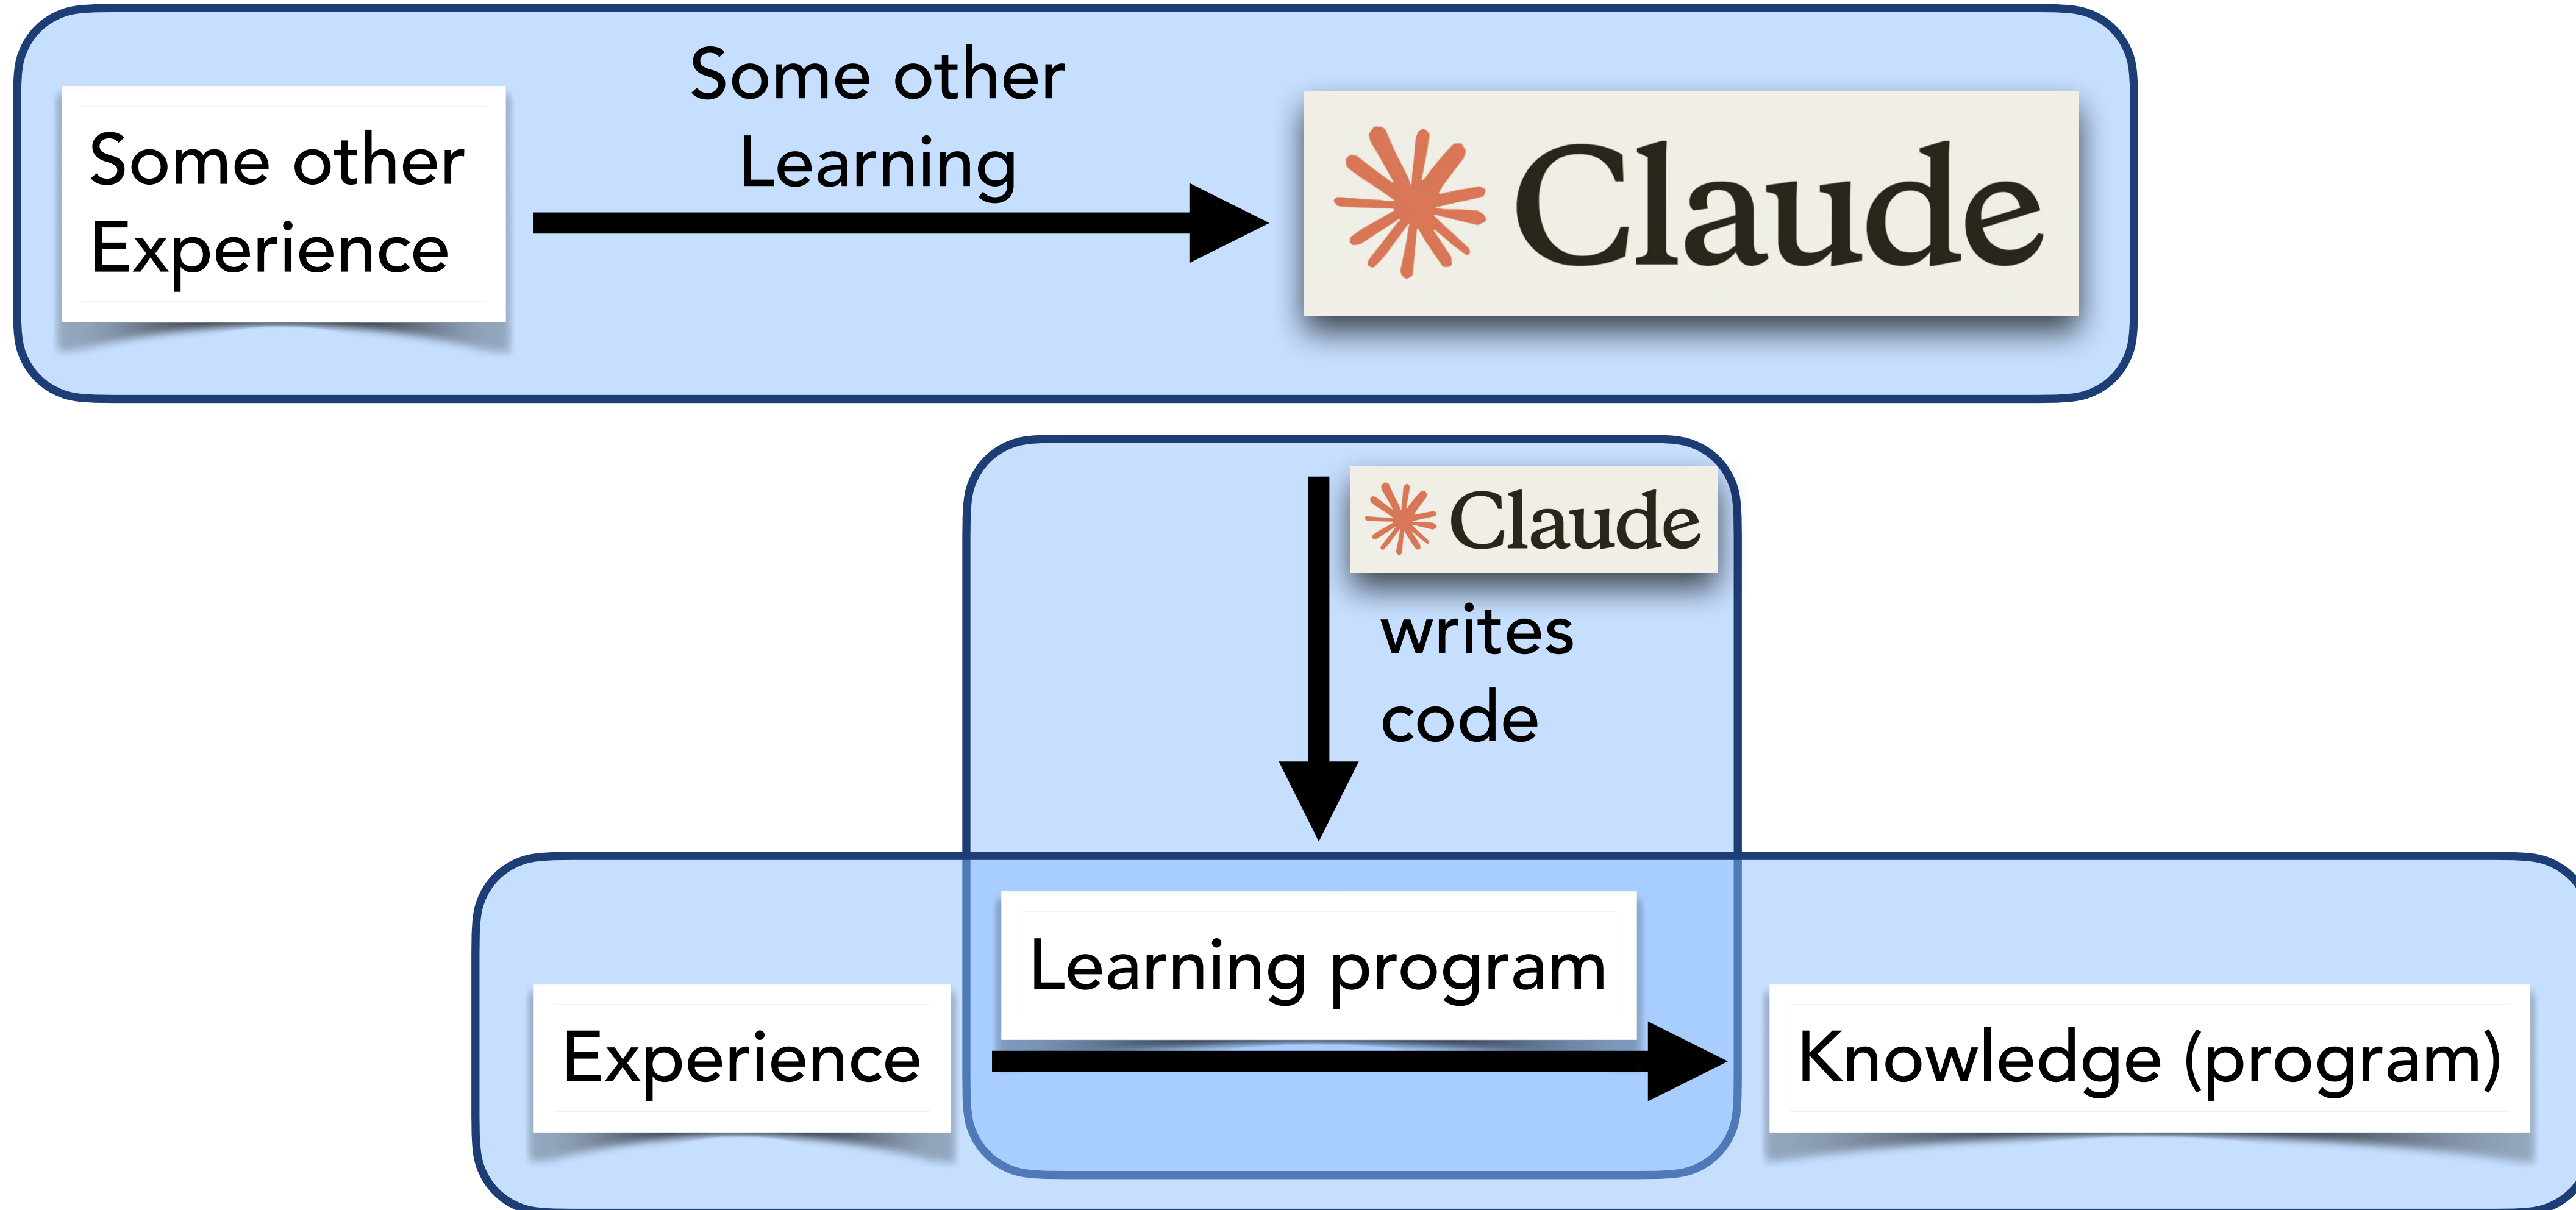 Some other
Learning
Some other
Experience
Claude
Claude
writes
code
Learning program
Experience
Knowledge (program)